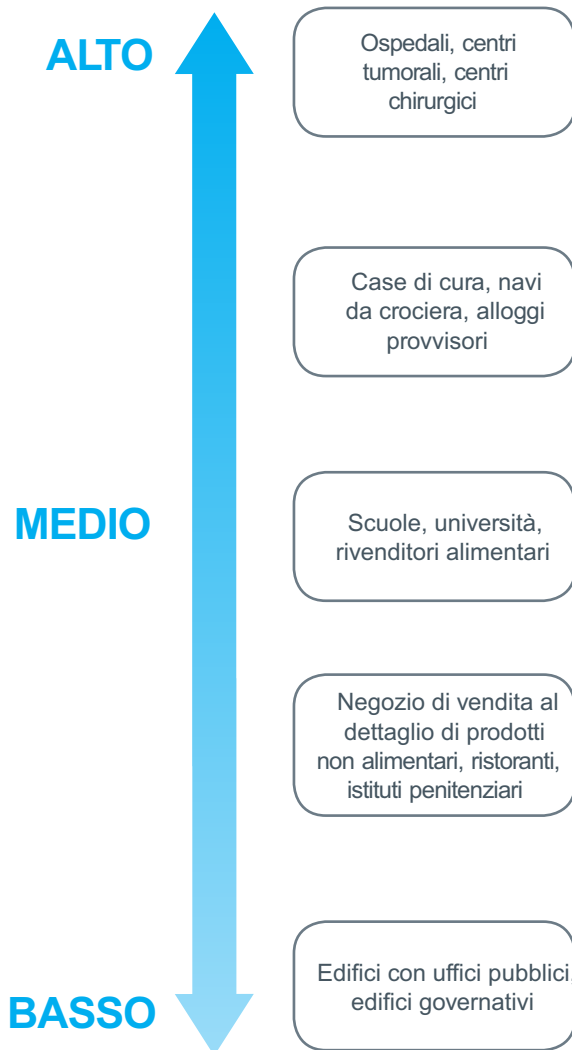 ALTO
Ospedali, centri
tumorali, centri
chirurgici
Case di cura, navi
da crociera, alloggi
provvisori
MEDIO
Scuole, università,
rivenditori alimentari
Negozio di vendita al
dettaglio di prodotti
non alimentari, ristoranti,
istituti penitenziari
Edifici con uffici pubblici,
edifici governativi
BASSO